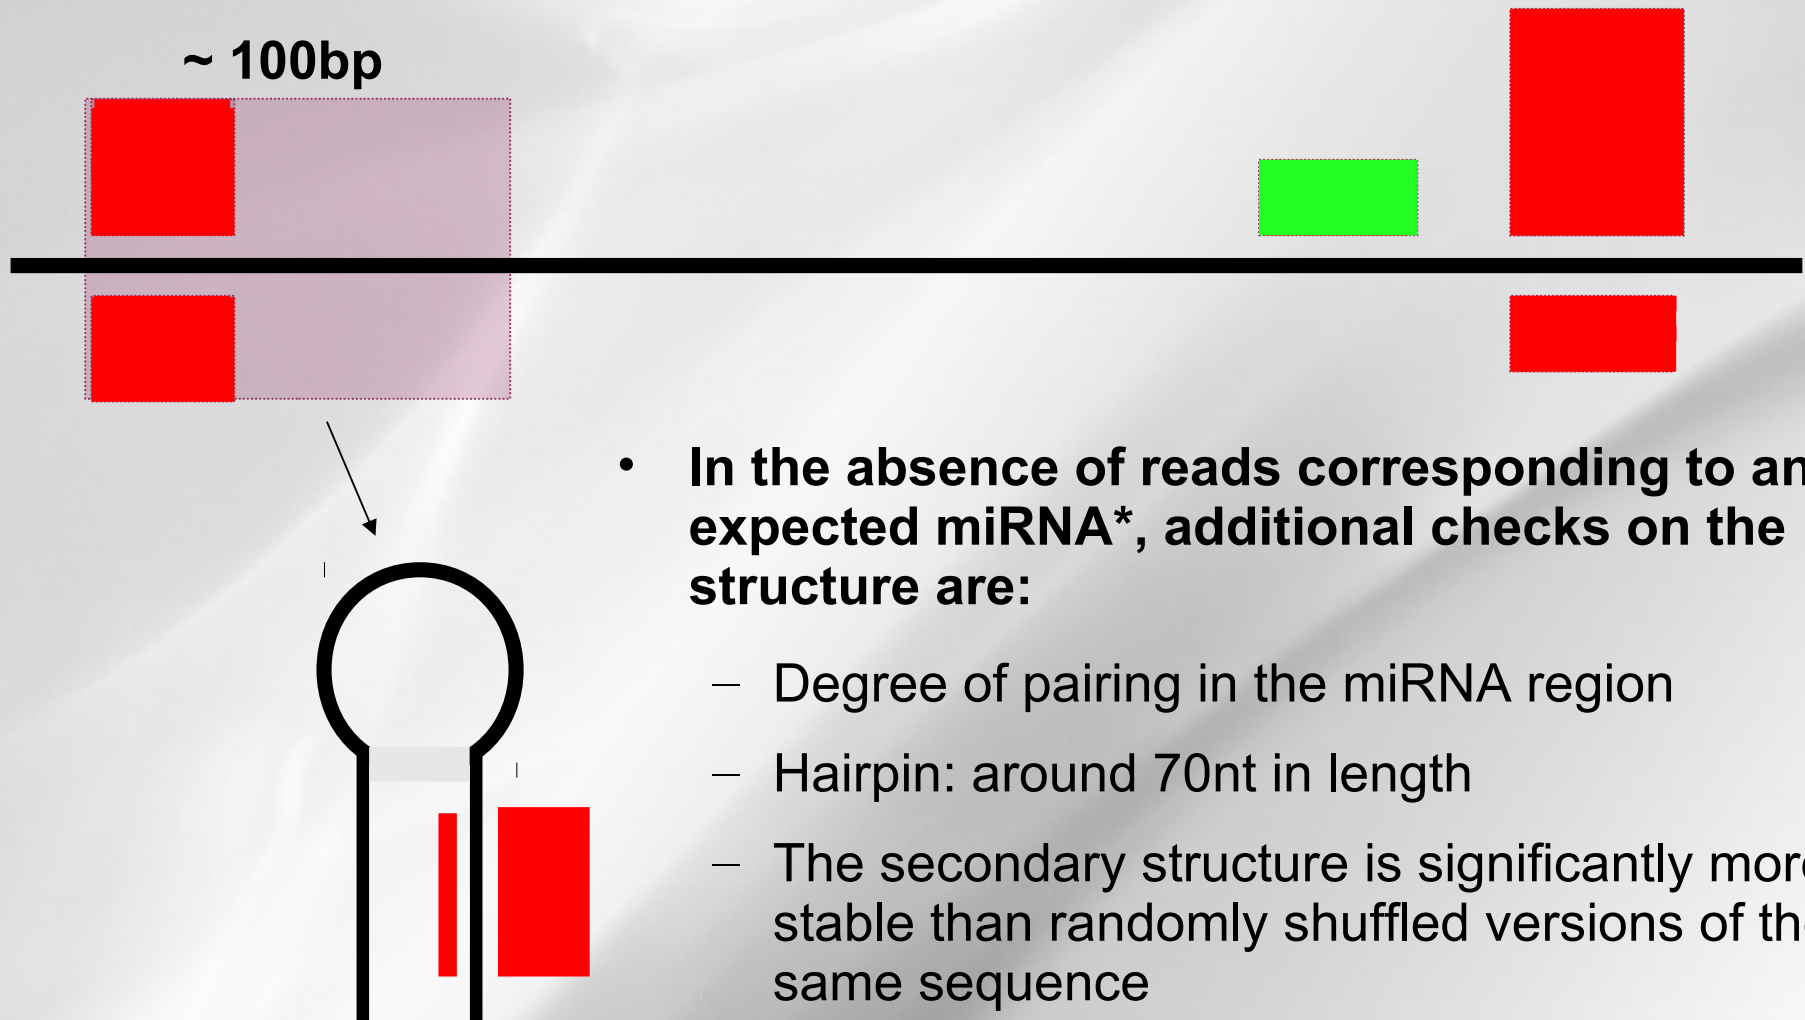 ~ 100bp
• In the absence of reads corresponding to an
expected miRNA*, additional checks on the
structure are:
– Degree of pairing in the miRNA region
– Hairpin: around 70nt in length
– The secondary structure is significantly more
stable than randomly shuffled versions of the
same sequence